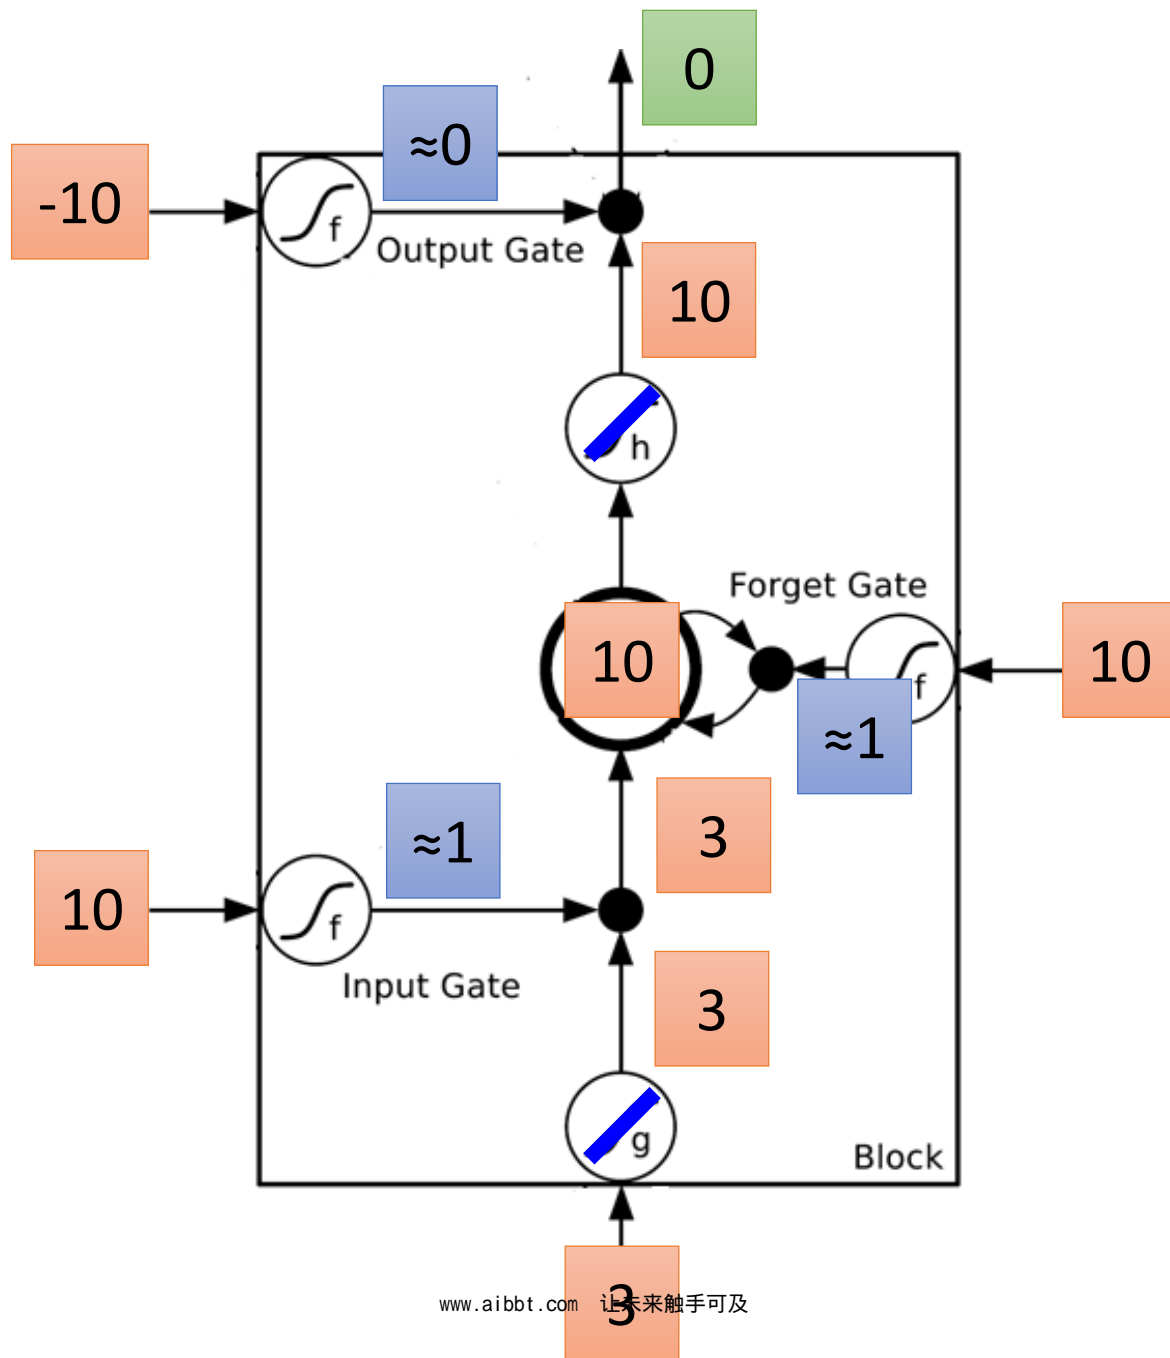 0
≈0
-10
f
Output Gate
10
h
Forget Gate
10
f
10
≈1
3
≈1
10
f
Input Gate
3
g
Block
3
www.aibbt.com 让未来触手可及